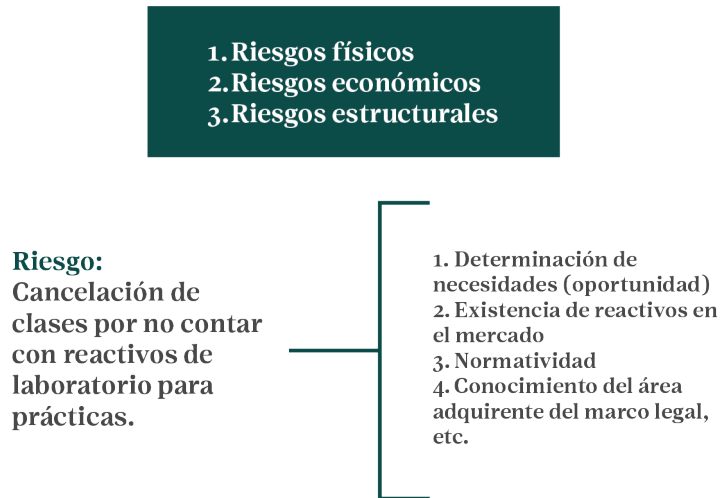 1. Riesgos físicos
2. Riesgos económicos
3. Riesgos estructurales
Riesgo:
Cancelación de
clases por no contar
con reactivos de
laboratorio para
prácticas.
1. Determinación de
necesidades (oportunidad)
2. Existencia de reactivos en
el mercado
3. Normatividad
4. Conocimiento del área
adquirente del marco legal,
etc.